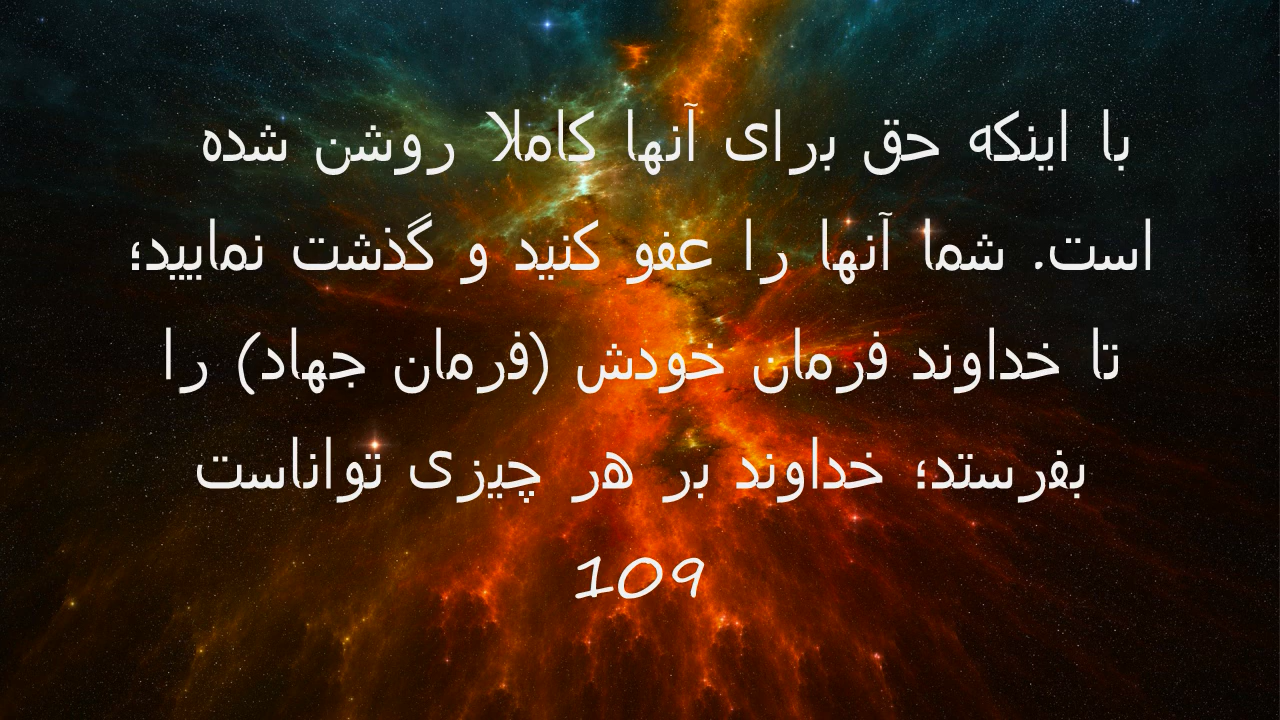 با اینکه حق برای آنها کاملا روشن شده
است. شما آنها را عفو کنید و گذشت نمایید؛
تا خداوند فرمان خودش (فرمان جهاد) را
بفرستد؛ خداوند بر هر چیزی تواناست
109